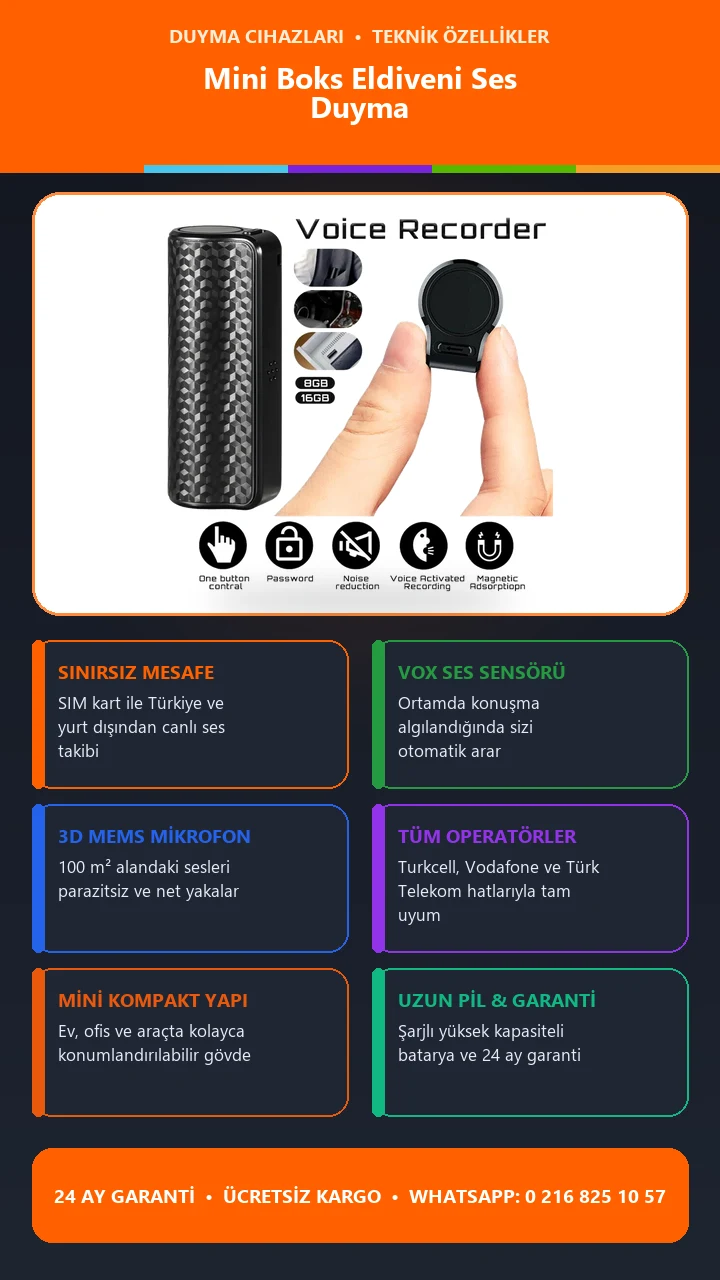 DUYMA CIHAZLARI • TEKNİK ÖZELLİKLER
Mini Boks Eldiveni Ses
Duyma
Voice Recorder
8GB
16GB
One button
contral
Password
Noise
reduction
Voice Activated
Recording
Magnetic
Adsorptiopn
SINIRSIZ MESAFE
SIM kart ile Türkiye ve
yurt dışından canlı ses
takibi
VOX SES SENSÖRÜ
Ortamda konuşma
algılandığında sizi
otomatik arar
3D MEMS MİKROFON
100 m² alandaki sesleri
parazitsiz ve net yakalar
TÜM OPERATÖRLER
Turkcell, Vodafone ve Türk
Telekom hatlarıyla tam
uyum
MİNİ KOMPAKT YAPI
Ev, ofis ve araçta kolayca
konumlandırılabilir gövde
UZUN PİL & GARANTİ
Şarjlı yüksek kapasiteli
batarya ve 24 ay garanti
24 AY GARANTİ • ÜCRETSİZ KARGO • WHATSAPP: 0 216 825 10 57